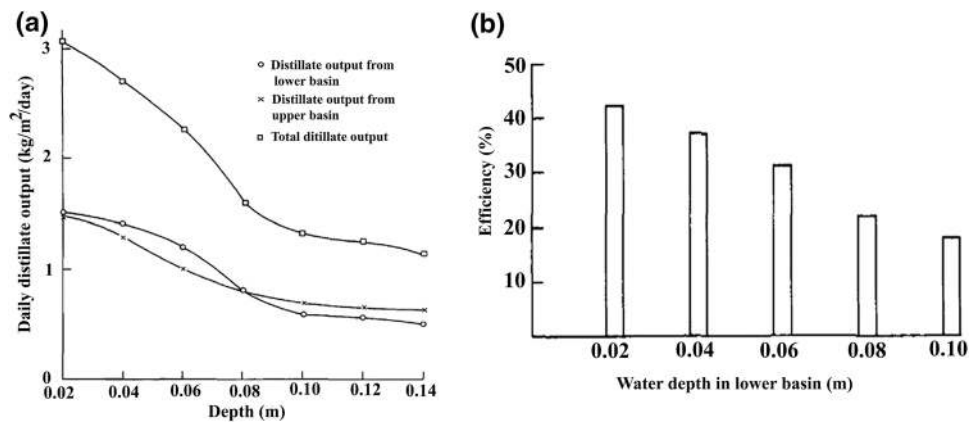 (a)
3
2
1
0
Daily distillate output (kg/m²/day)
Distillate output from
lower basin
Distillate output from
upper basin
Total ditillate output
0.02 0.04 0.06 0.08 0.10 0.12 0.14
Depth (m)
(b)
50
40
30
20
10
Efficiency (%)
0.02 0.04 0.06 0.08 0.10
Water depth in lower basin (m)